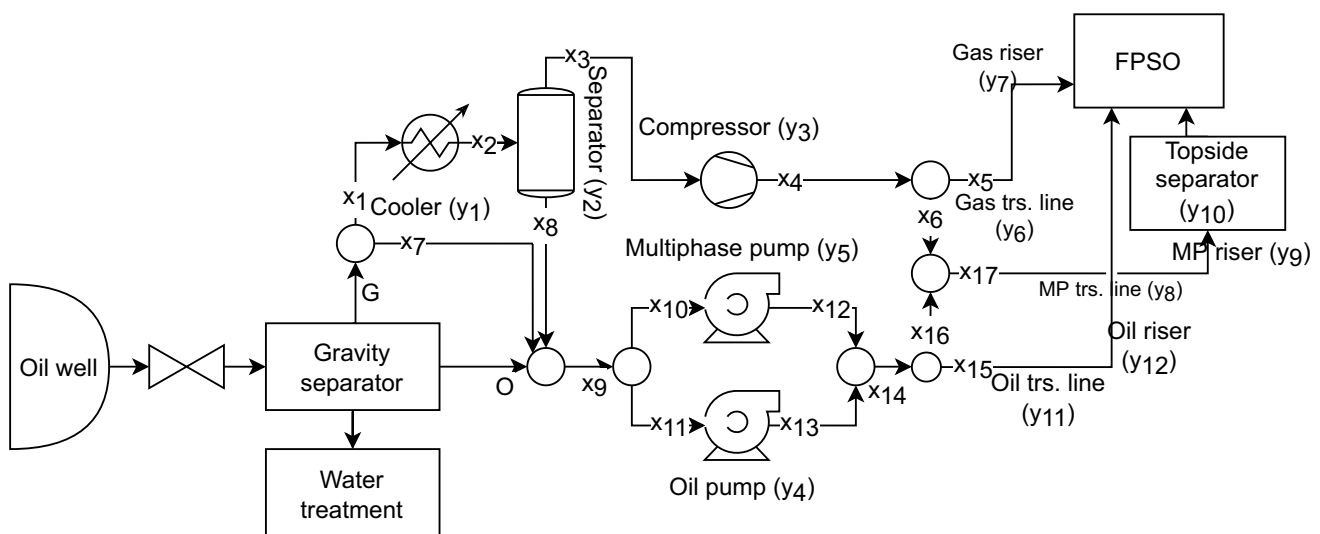 x3
Gas riser
(y7)
FPSO
Separator (y2)
Compressor (y3)
x2
Topside
separator
(y10)
x1
Cooler (y1)
x4
x5
Gas trs. line
(y6)
x8
x6
x7
Multiphase pump (y5)
MP riser (y9)
x17
MP trs. line (y8)
G
x10
x12
x16
Oil riser
(y12)
Oil well
Gravity
separator
O
x9
x14
x15
Oil trs. line
(y11)
x11
x13
Water
treatment
Oil pump (y4)